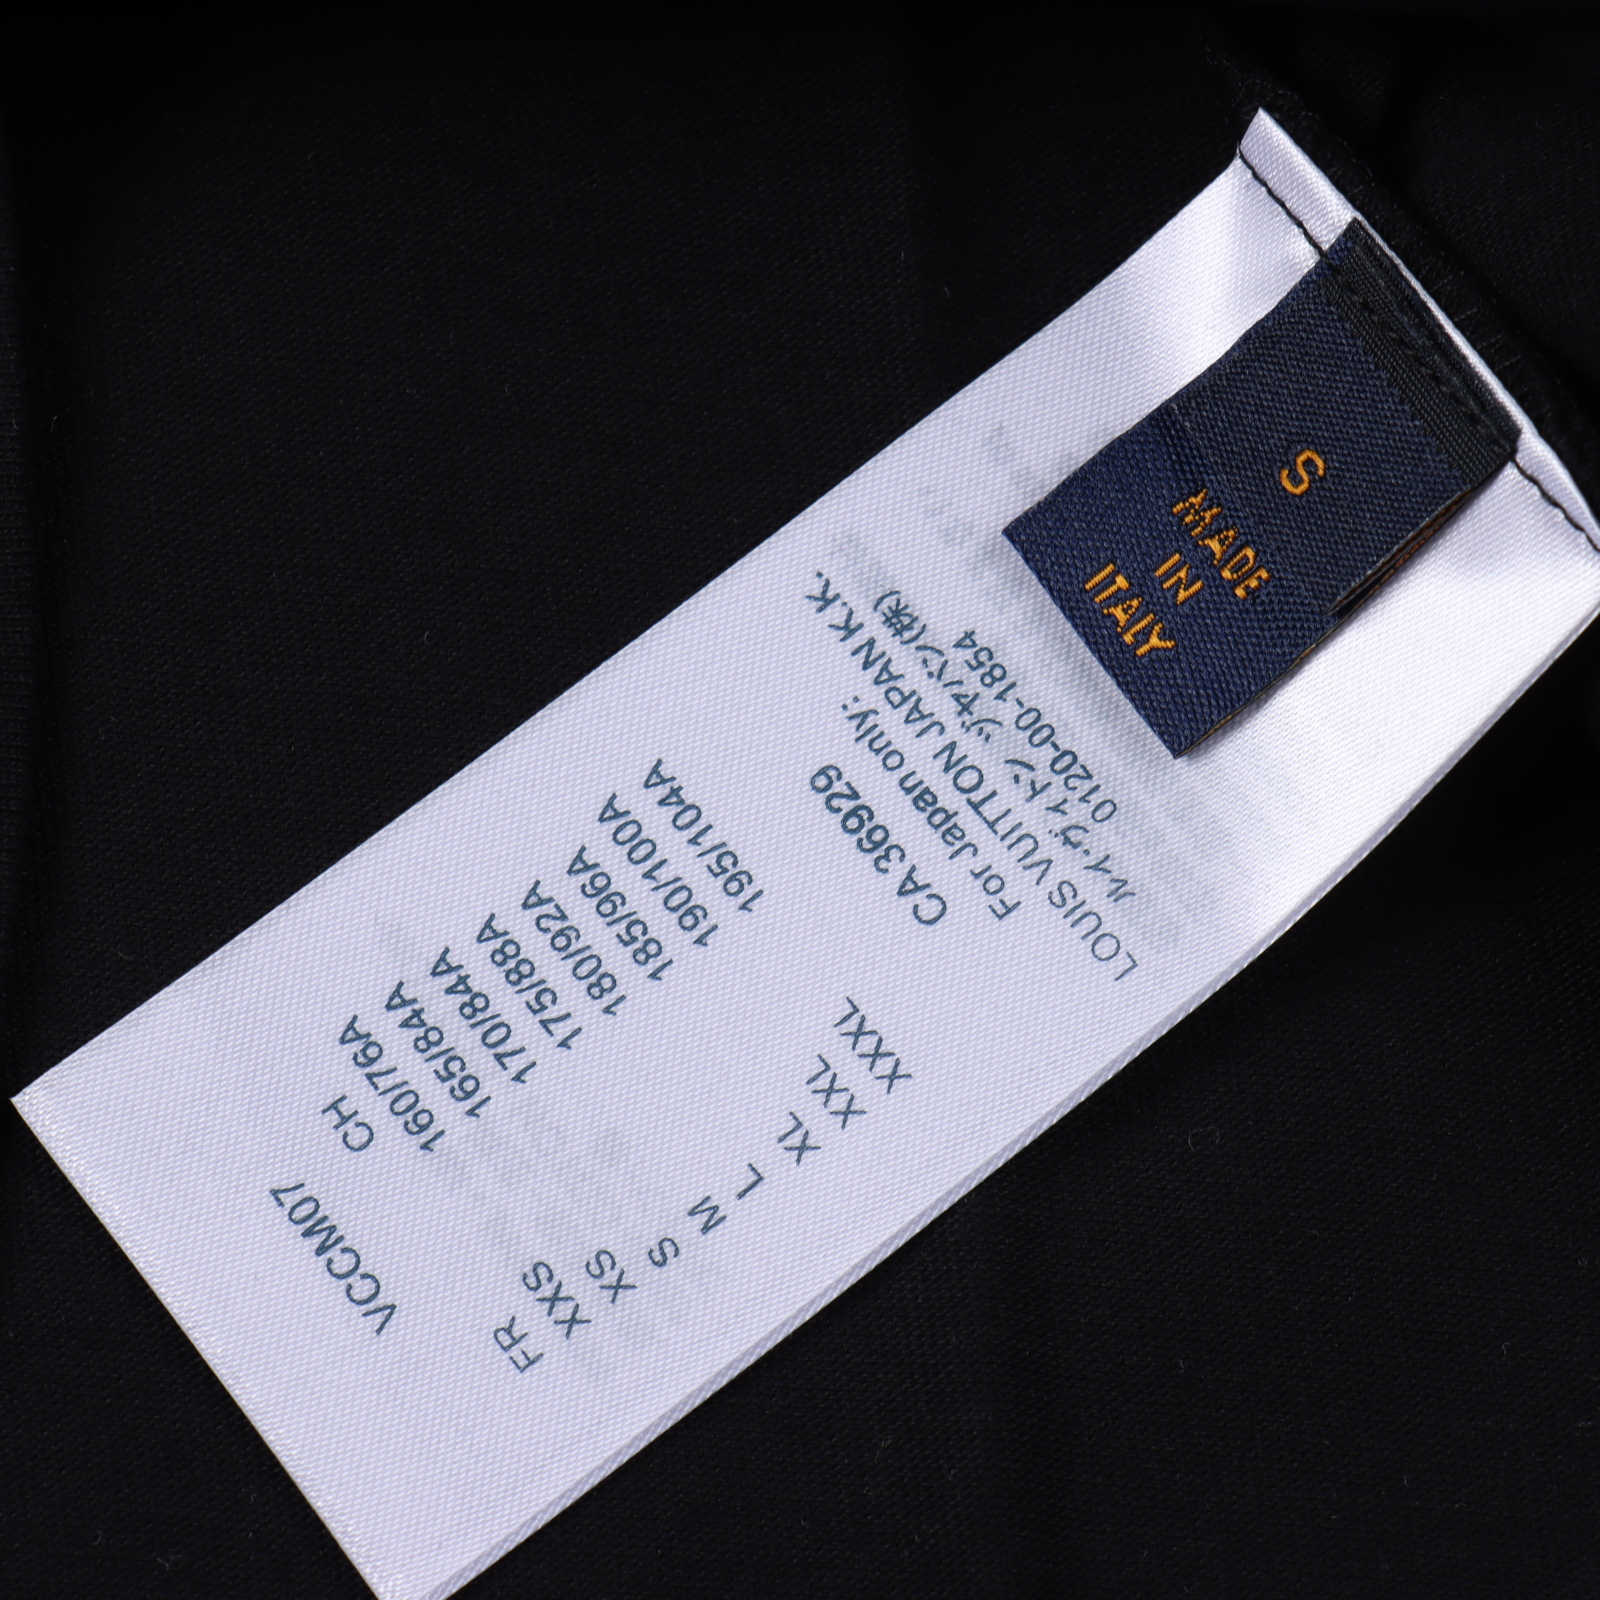 S
MADE
IN
ITALY
VCCM07
FR CH
XXS 160/76A
XS 165/84A
S 170/84A
M 175/88A
L 180/92A
XL 185/96A
XXL 190/100A
XXXL 195/104A
CA 36929
For Japan only:
LOUIS VUITTON JAPAN K.K.
ルイ・ヴィトン ジャパン(株)
0120-00-1854